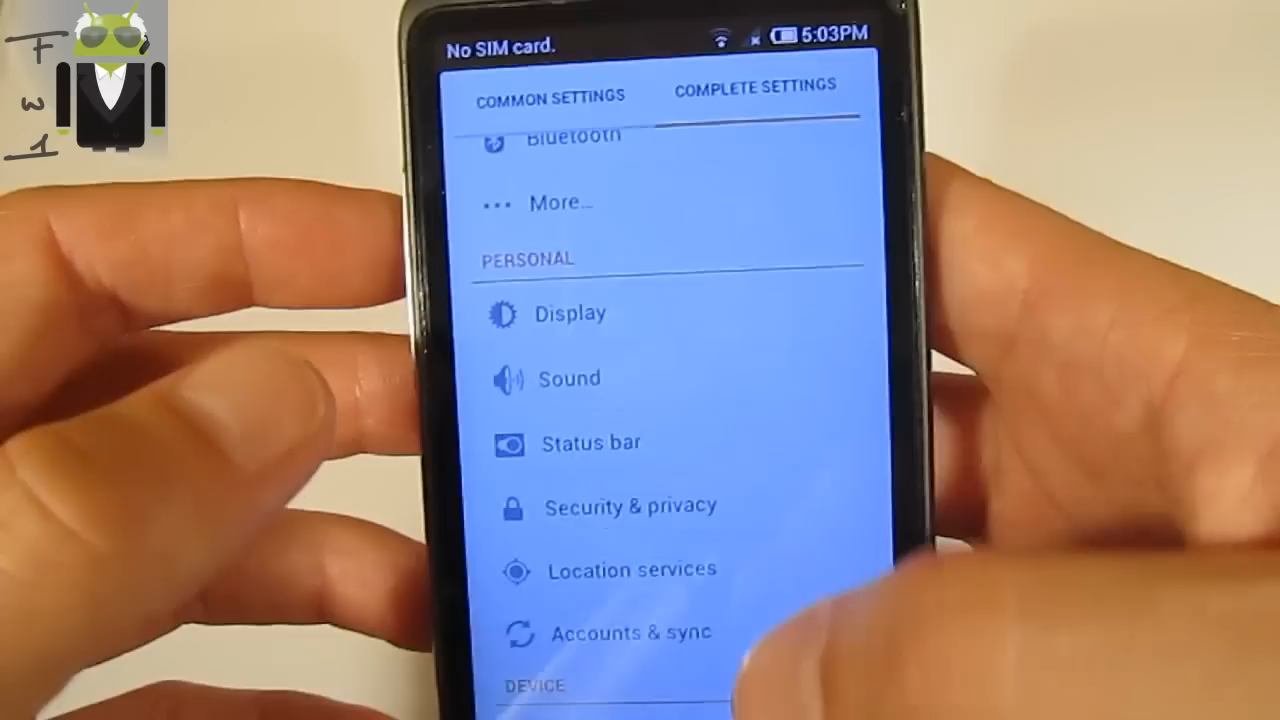 F
W
1
No SIM card.
5:03PM
COMMON SETTINGS
COMPLETE SETTINGS
Bluetooth
More...
PERSONAL
Display
Sound
Status bar
Security & privacy
Location services
Accounts & sync
DEVICE